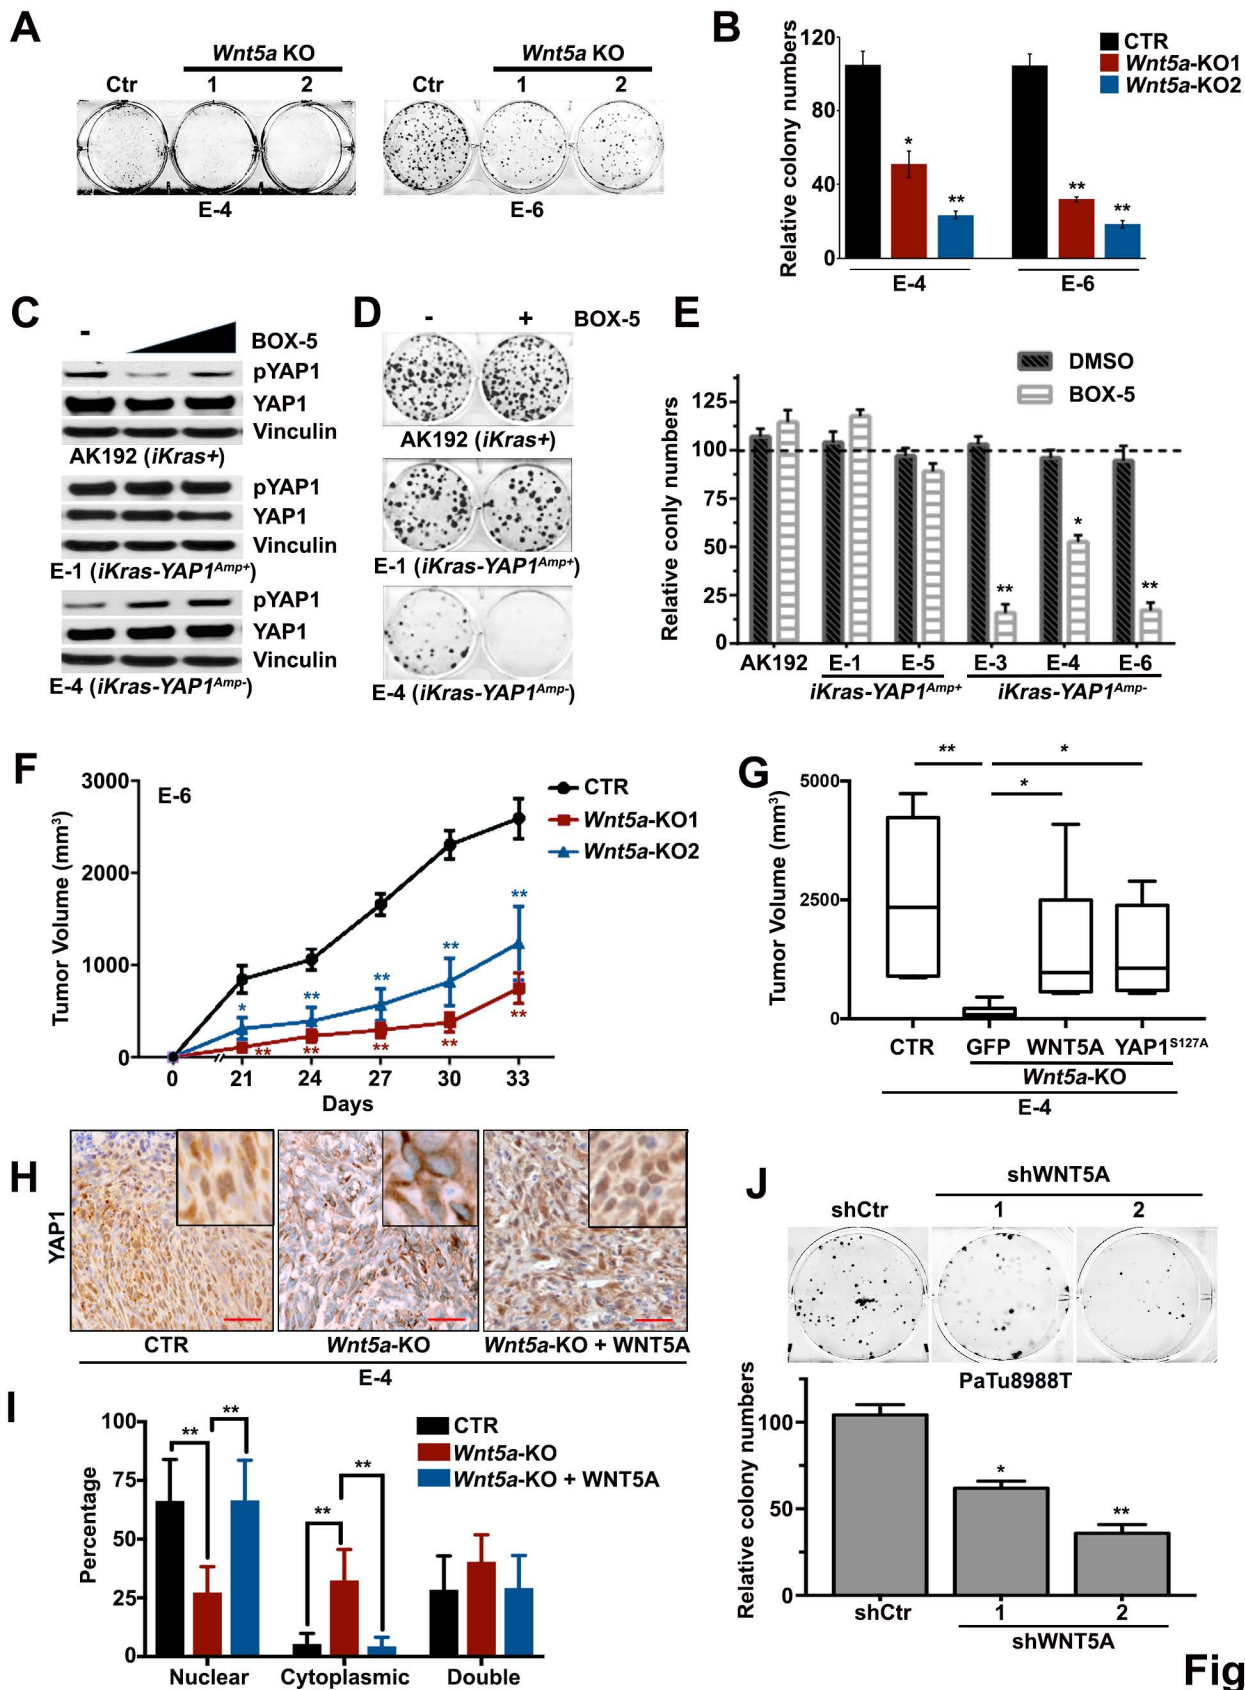 A
Wnt5a KO
Wnt5a KO
Ctr 1 2
Ctr 1 2
E-4
E-6
B
Relative colony numbers
120
80
40
0
CTR
Wnt5a-KO1
Wnt5a-KO2
*
**
**
**
E-4
E-6
C
- BOX-5
pYAP1
YAP1
Vinculin
AK192 (iKras+)
pYAP1
YAP1
Vinculin
E-1 (iKras-YAP1Amp+)
pYAP1
YAP1
Vinculin
E-4 (iKras-YAP1Amp-)
D
- + BOX-5
AK192 (iKras+)
E-1 (iKras-YAP1Amp+)
E-4 (iKras-YAP1Amp-)
E
DMSO
BOX-5
Relative conly numbers
125
100
75
50
25
0
**
*
**
AK192 E-1 E-5 E-3 E-4 E-6
iKras-YAP1Amp+
iKras-YAP1Amp-
F
E-6
Tumor Volume (mm3)
3000
2000
1000
0
CTR
Wnt5a-KO1
Wnt5a-KO2
* ** ** ** **
** ** ** ** **
0 21 24 27 30 33
Days
G
Tumor Volume (mm3)
5000
2500
0
** *
*
CTR GFP WNT5A YAP1S127A
Wnt5a-KO
E-4
H
YAP1
CTR
Wnt5a-KO
Wnt5a-KO + WNT5A
E-4
I
Percentage
100
75
50
25
0
CTR
Wnt5a-KO
Wnt5a-KO + WNT5A
** **
** **
Nuclear Cytoplasmic Double
J
shWNT5A
shCtr 1 2
PaTu8988T
Relative colony numbers
100
50
0
*
**
shCtr 1 2
shWNT5A
Fig